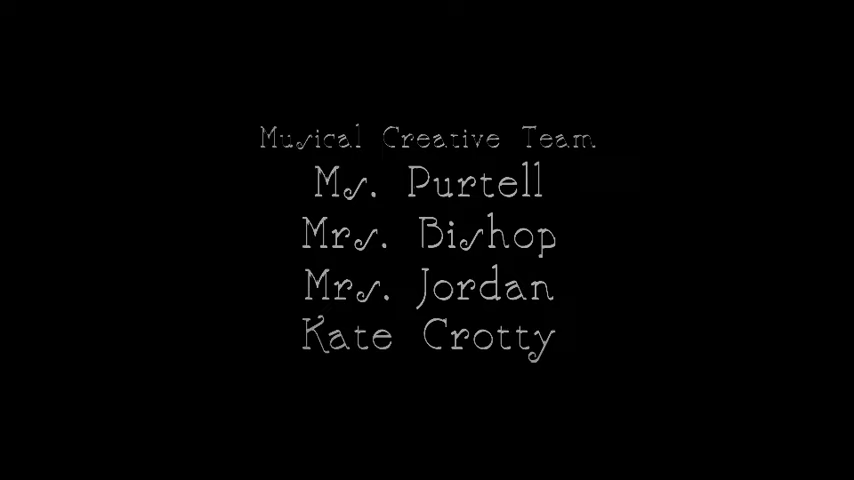 Musical Creative Team
Ms. Purtell
Mrs. Bishop
Mrs. Jordan
Kate Crotty